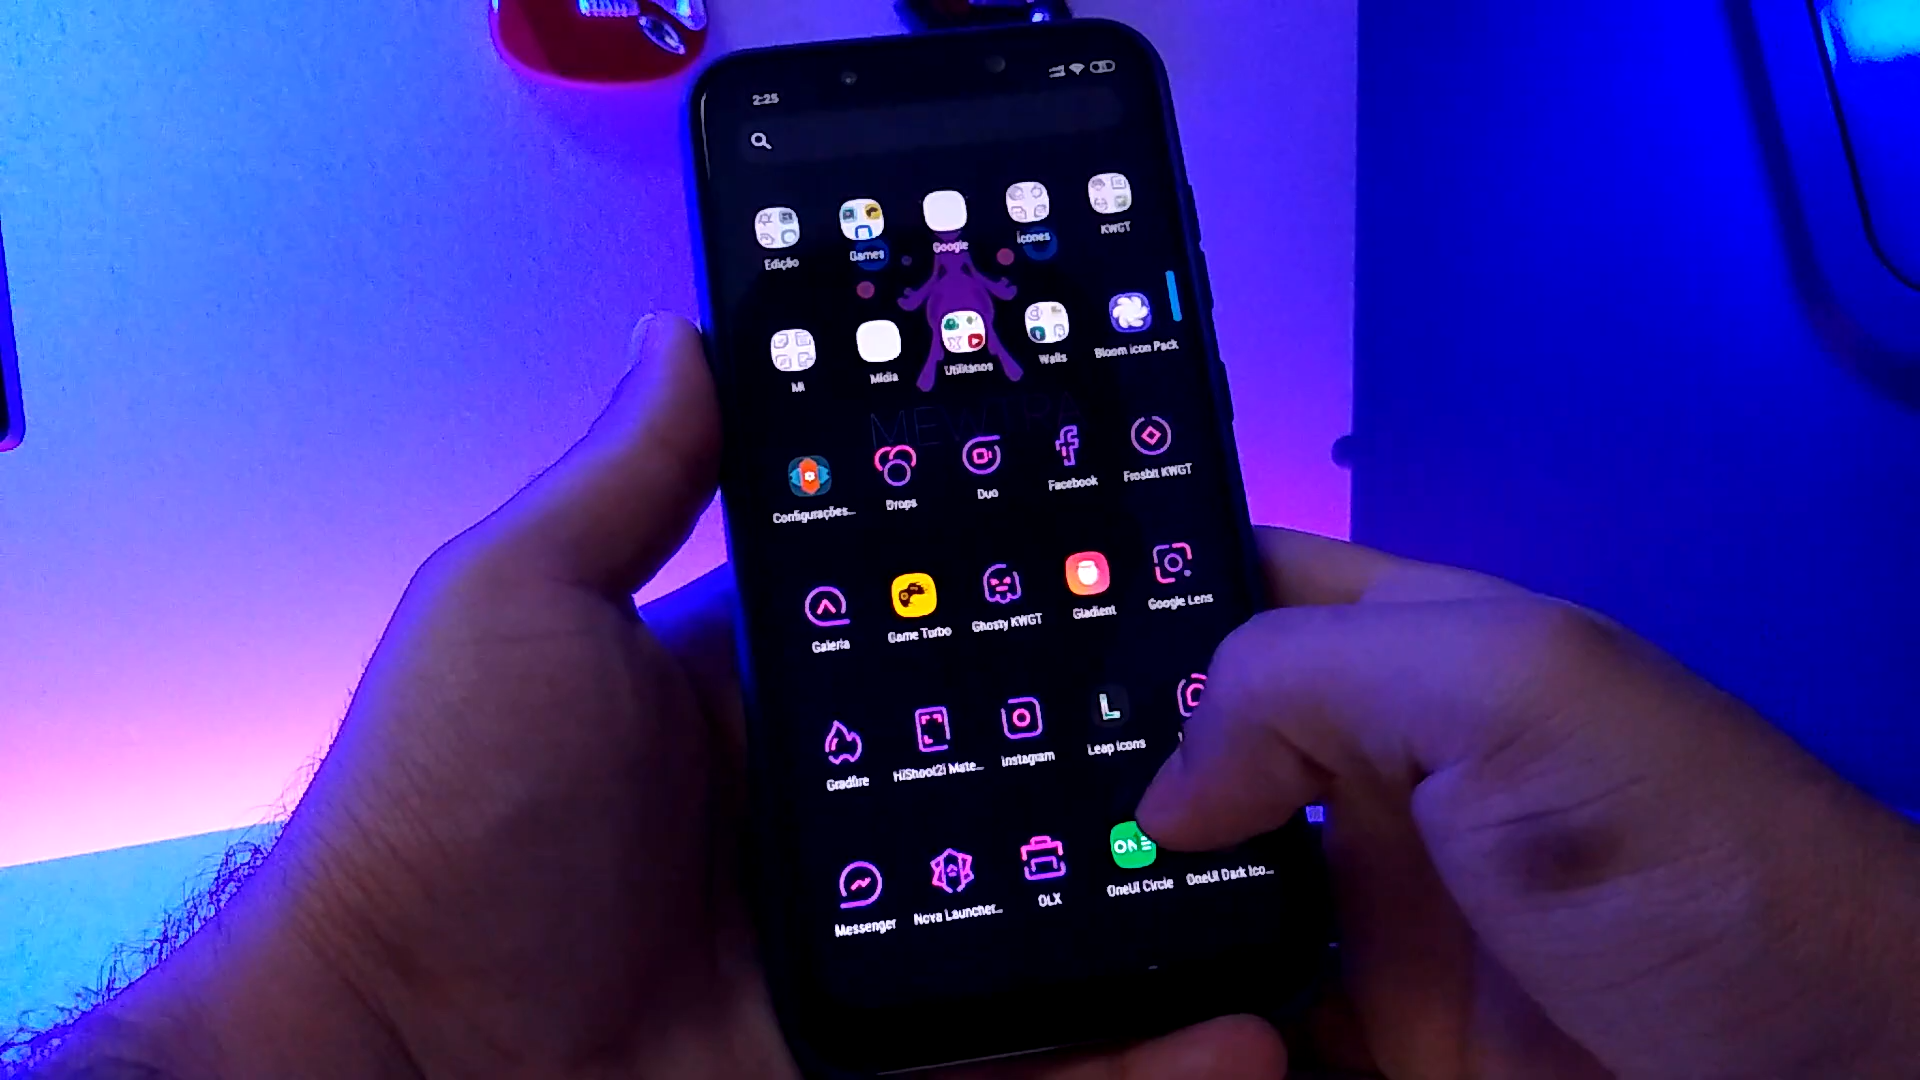 2:25
Edição
Games
Google
Ícones
KWGT
Mi
Mídia
Utilitários
Walls
Bloom icon Pack
MEWTRA
Configurações...
Drops
Duo
Facebook
Frosbit KWGT
Galeria
Game Turbo
Ghosty KWGT
Gladient
Google Lens
Gradfire
HiShoot2i Mate...
Instagram
L
Leap Icons
Messenger
Nova Launcher...
OLX
ONE
OneUI Circle
OneUI Dark Ico...